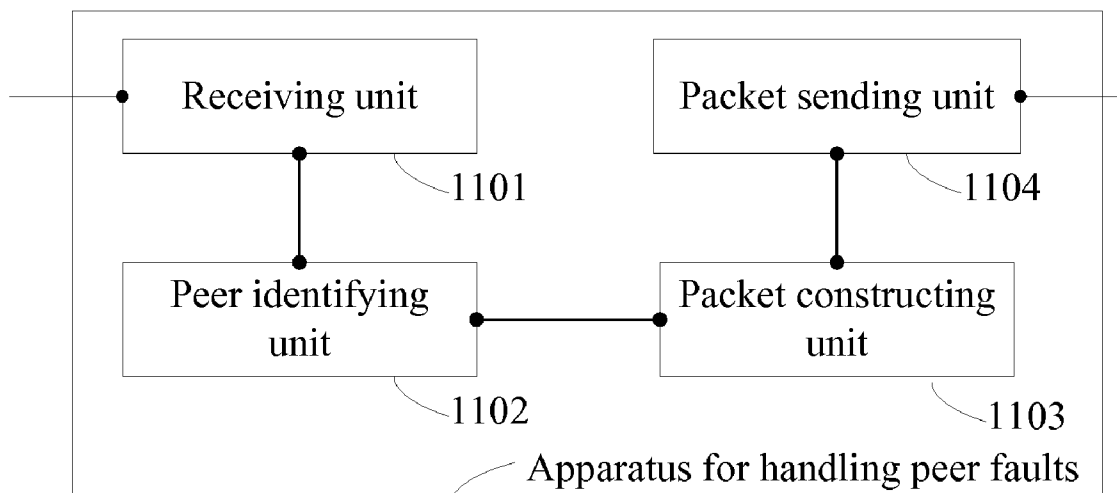 Receiving unit
Packet sending unit
1101
1104
Peer identifying
unit
Packet constructing
unit
1102
1103
Apparatus for handling peer faults